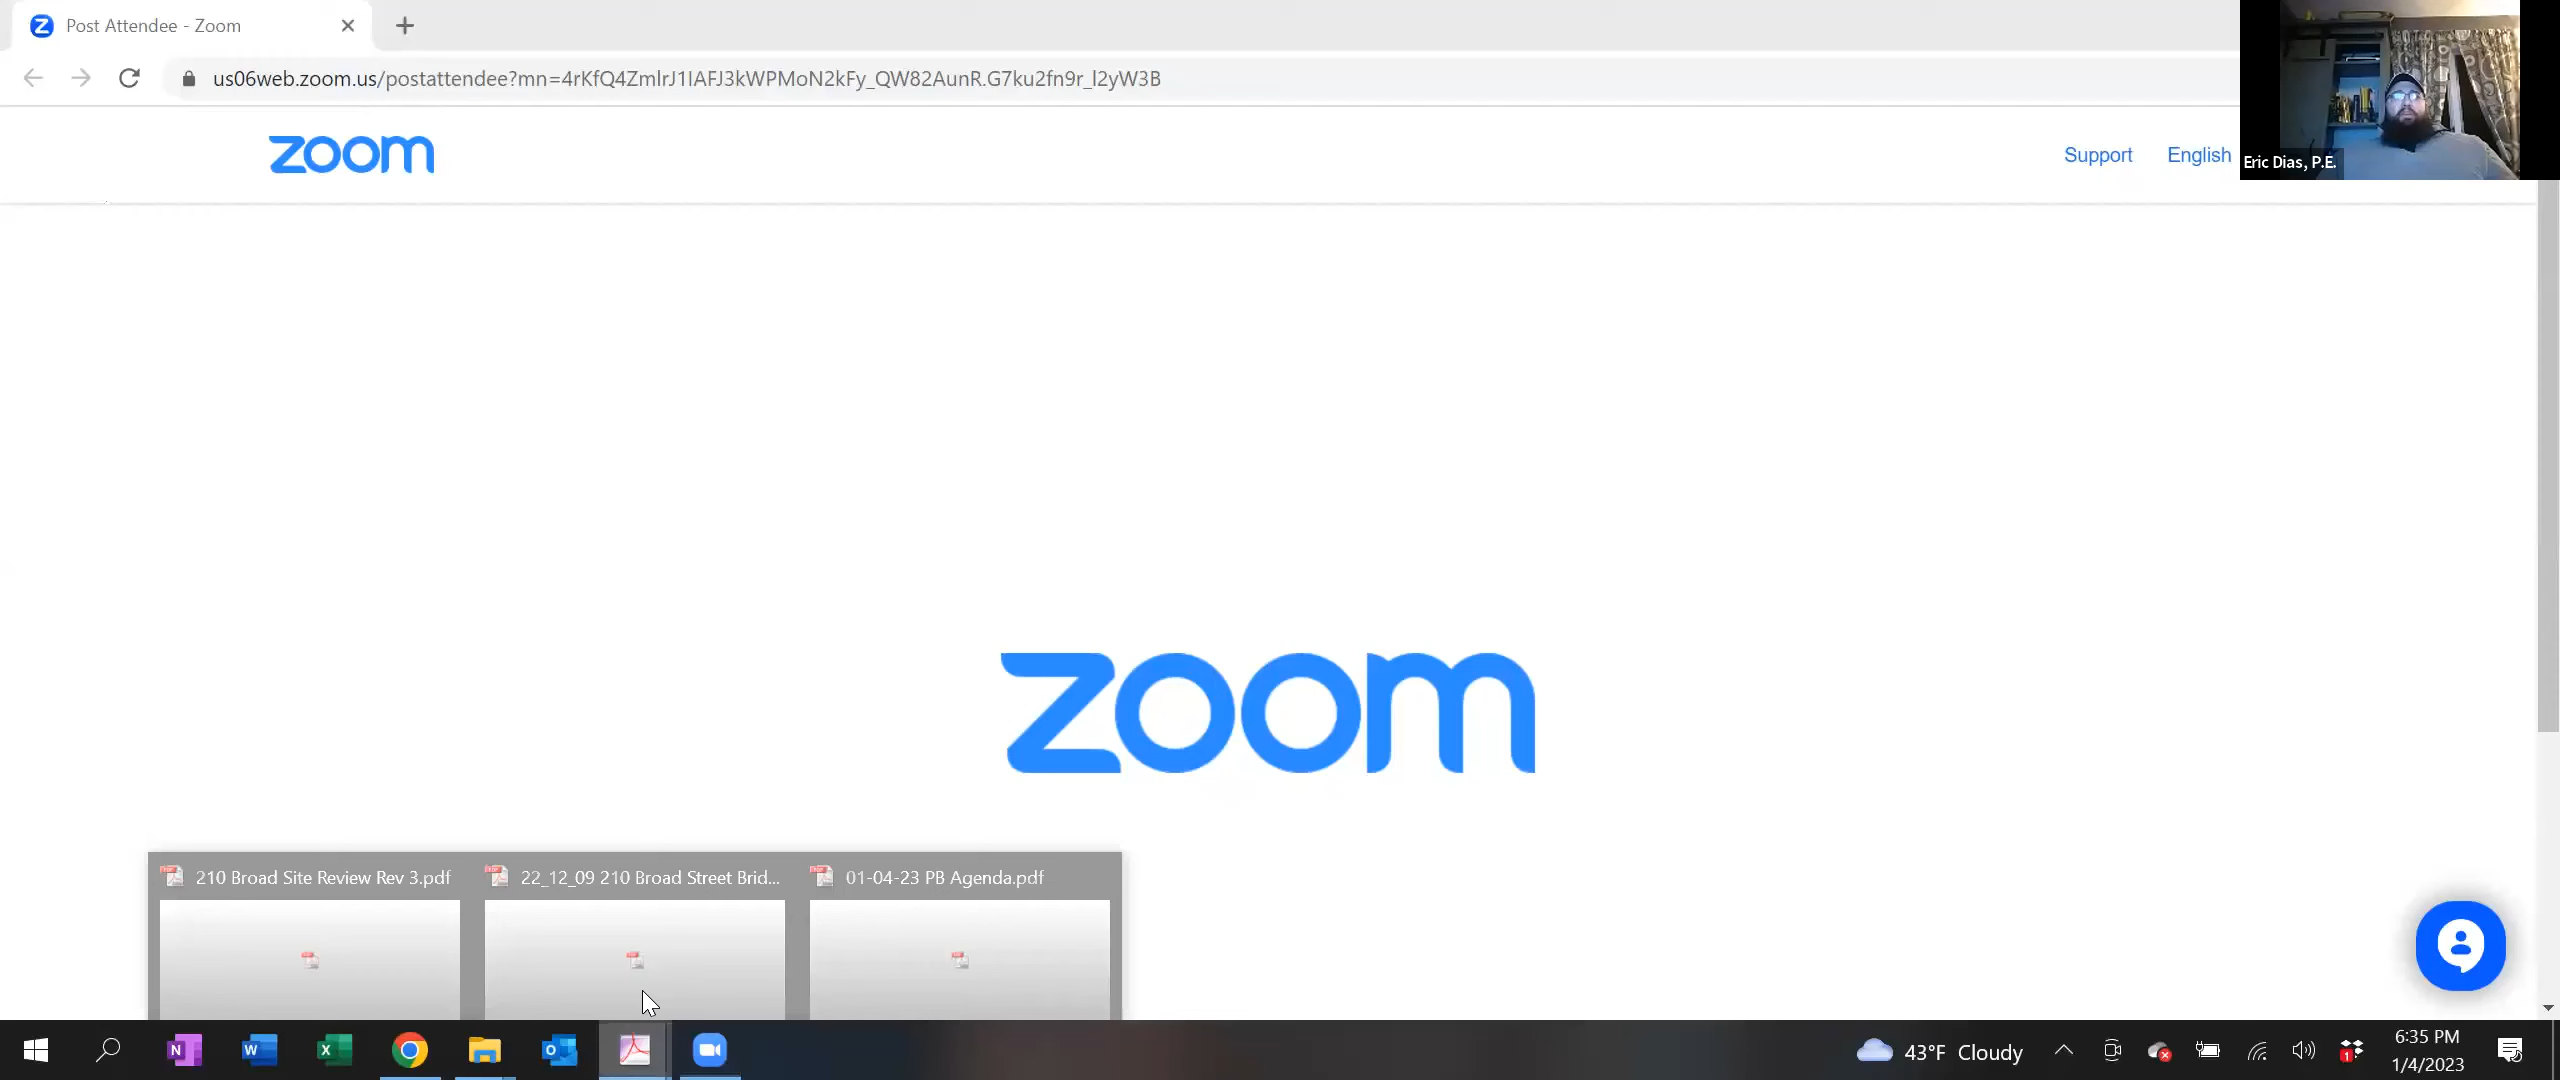 Post Attendee - Zoom
us06web.zoom.us/postattendee?mn=4rKfQ4ZmlrJ1IAFJ3kWPMoN2kFy_QW82AunR.G7ku2fn9r_l2yW3B
zoom
Support
English
Eric Dias, P.E.
zoom
210 Broad Site Review Rev 3.pdf
22_12_09 210 Broad Street Brid...
01-04-23 PB Agenda.pdf
43°F Cloudy
6:35 PM
1/4/2023